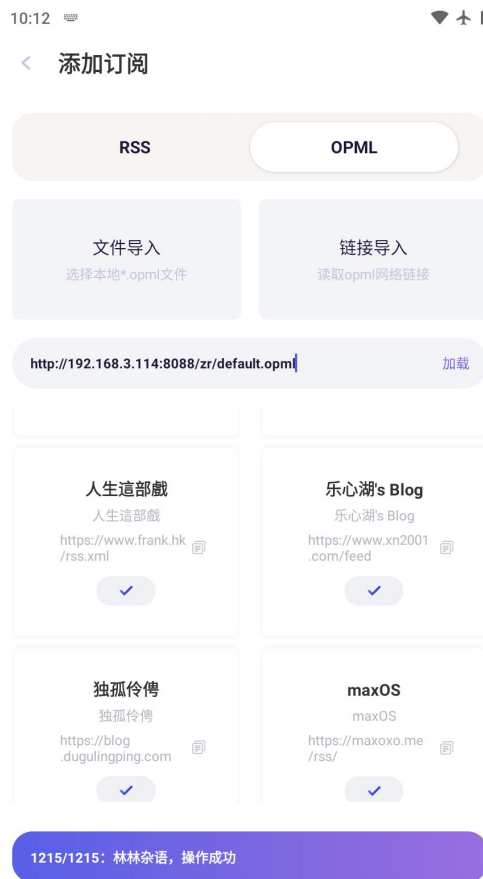 10:12
添加订阅
RSS
OPML
文件导入
选择本地*.opml文件
链接导入
读取opml网络链接
http://192.168.3.114:8088/zr/default.opml
加载
人生這部戲
人生這部戲
https://www.frank.hk
/rss.xml
乐心湖's Blog
乐心湖's Blog
https://www.xn2001
.com/feed
独孤伶俜
独孤伶俜
https://blog
.dugulingping.com
maxOS
maxOS
https://maxoxo.me
/rss/
1215/1215：林林杂语，操作成功